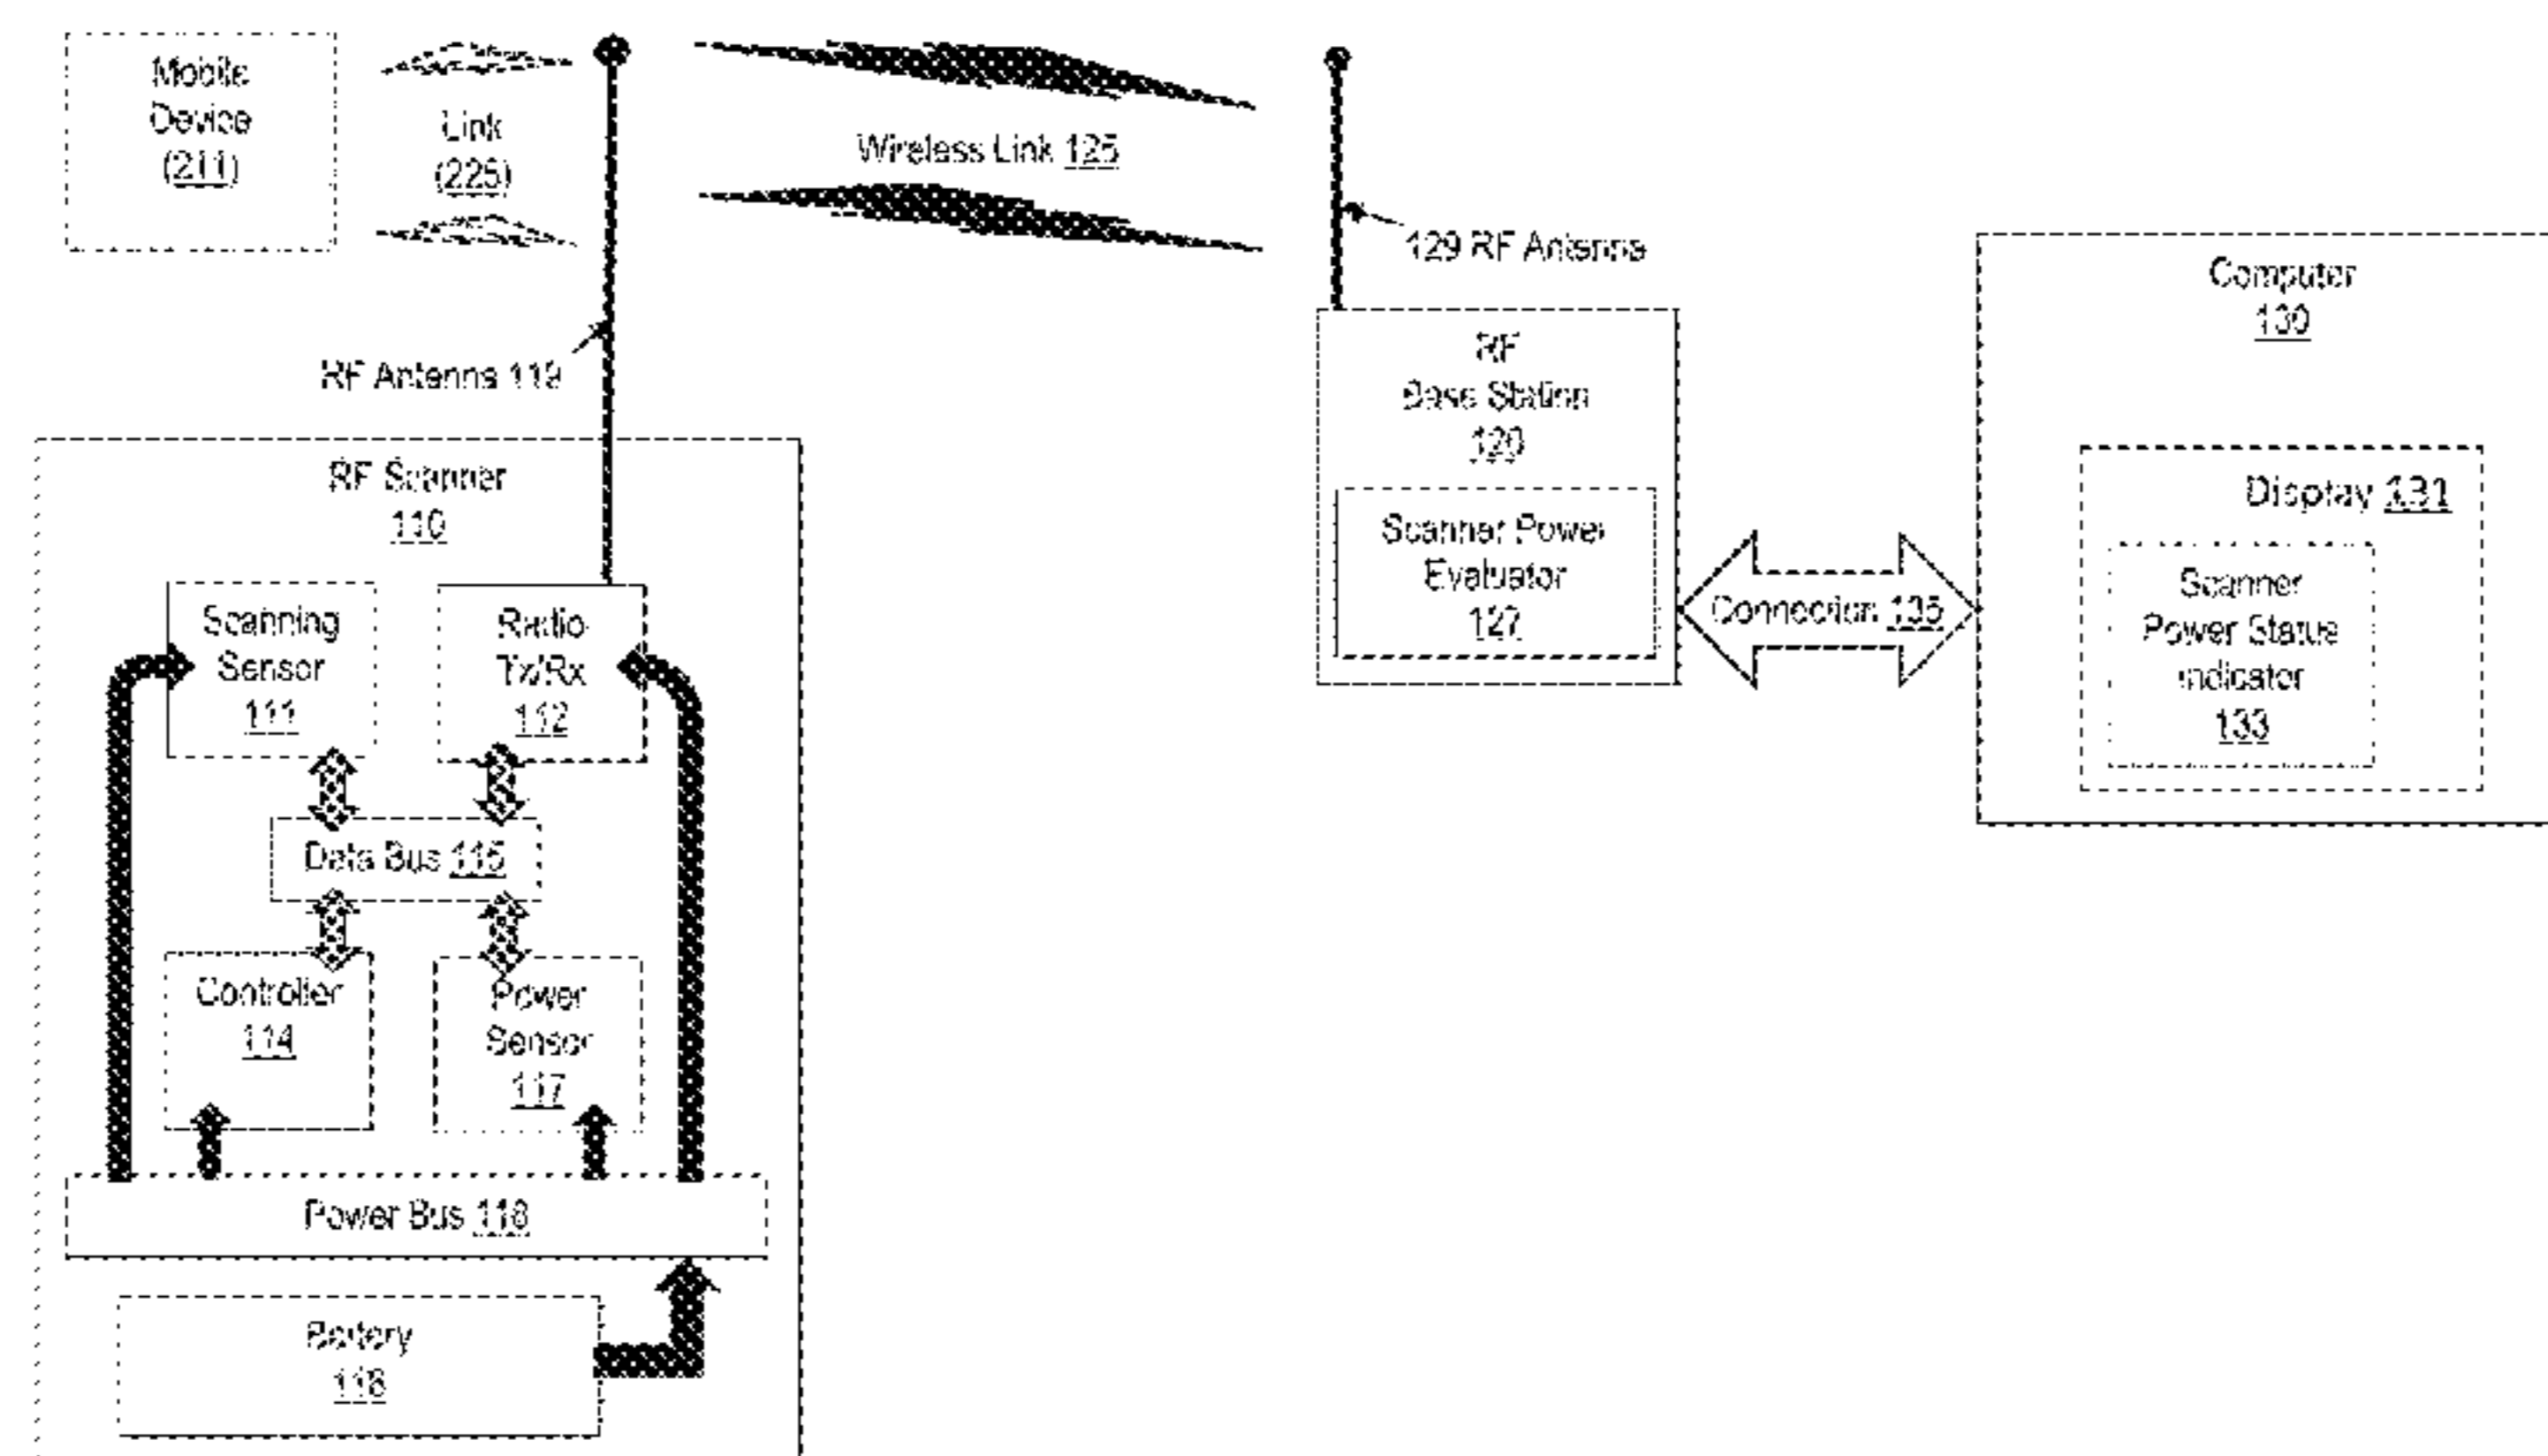 Mobile
Device
(211)
Link
(225)
Wireless Link 125
129 RF Antenna
RF Antenna 119
Computer
130
RF
Base Station
120
Display 131
RF Scanner
110
Scanner Power
Evaluator
127
Scanner
Power Status
Indicator
133
Connection 135
Scanning
Sensor
111
Radio
Tx/Rx
112
Data Bus 115
Controller
114
Power
Sensor
117
Power Bus
Battery